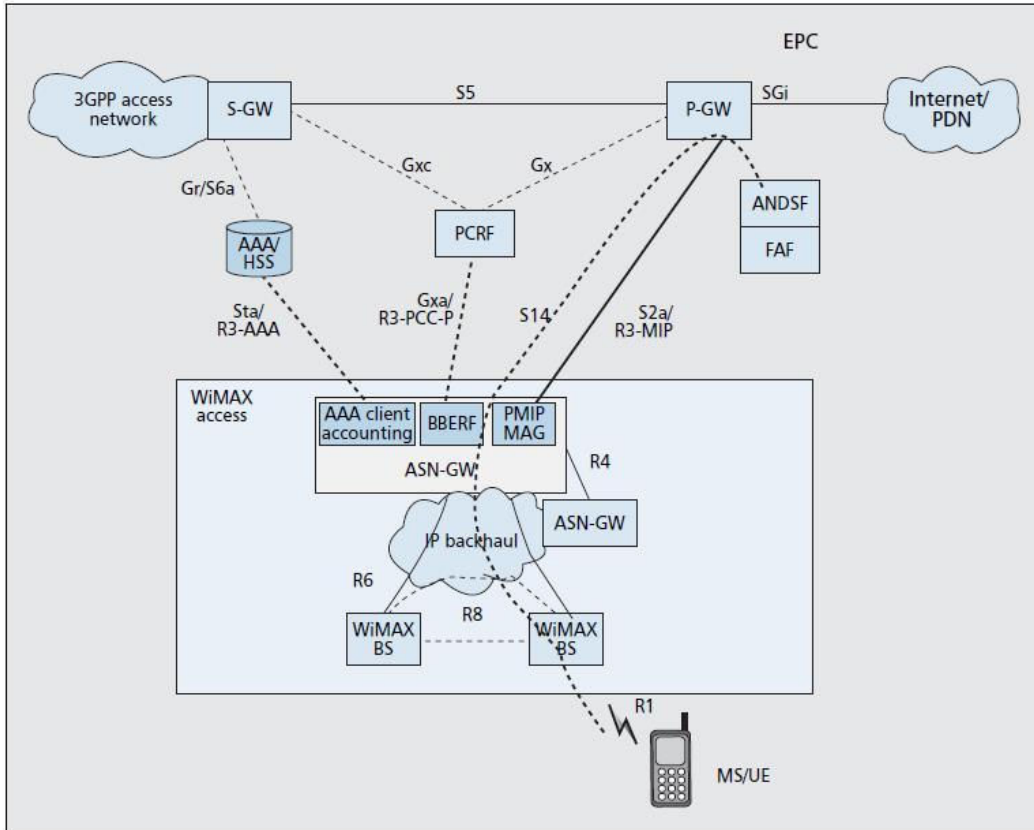 EPC
3GPP access
network
S-GW
S5
P-GW
SGi
Internet/
PDN
Gxc
Gx
Gr/S6a
ANDSF
FAF
PCRF
AAA/
HSS
Sta/
R3-AAA
Gxa/
R3-PCC-P
S14
S2a/
R3-MIP
WiMAX
access
AAA client
accounting
BBERF
PMIP
MAG
ASN-GW
R4
ASN-GW
IP backhaul
R6
R8
WiMAX
BS
WiMAX
BS
R1
MS/UE